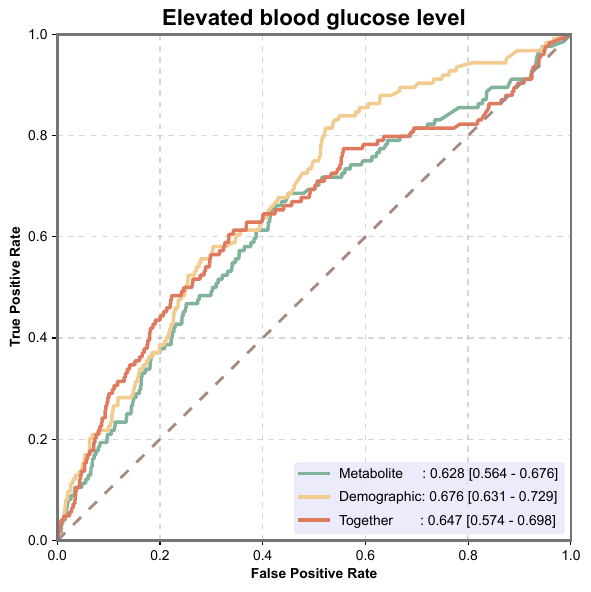 Elevated blood glucose level
1.0
0.8
0.6
0.4
0.2
0.0
True Positive Rate
Metabolite : 0.628 [0.564 - 0.676]
Demographic: 0.676 [0.631 - 0.729]
Together : 0.647 [0.574 - 0.698]
0.0 0.2 0.4 0.6 0.8 1.0
False Positive Rate